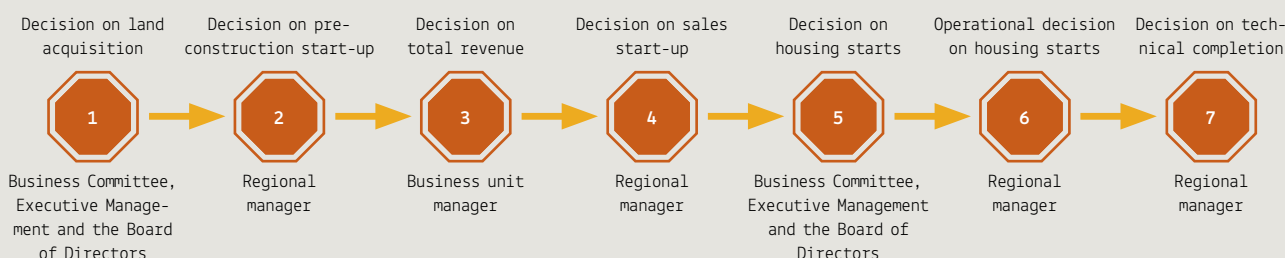 Decision on land
acquisition
Decision on pre-
construction start-up
Decision on
total revenue
Decision on sales
start-up
Decision on
housing starts
Operational decision
on housing starts
Decision on tech-
nical completion
1
2
3
4
5
6
7
Business Committee,
Executive Manage-
ment and the Board
of Directors
Regional
manager
Business unit
manager
Regional
manager
Business Committee,
Executive Management
and the Board of
Directors
Regional
manager
Regional
manager